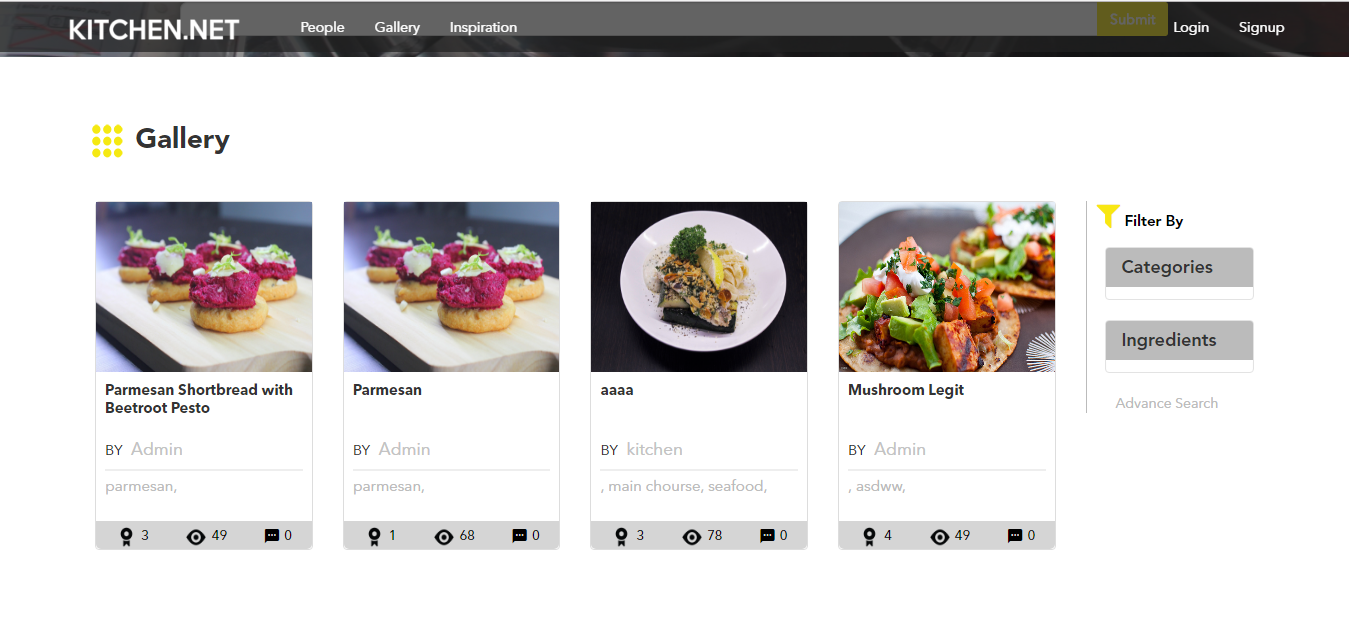 KITCHEN.NET
People
Gallery
Inspiration
Submit
Login
Signup
Gallery
Parmesan Shortbread with
Beetroot Pesto
BY Admin
parmesan,
3 49 0
Parmesan
BY Admin
parmesan,
1 68 0
aaaa
BY kitchen
, main chourse, seafood,
3 78 0
Mushroom Legit
BY Admin
, asdww,
4 49 0
Filter By
Categories
Ingredients
Advance Search